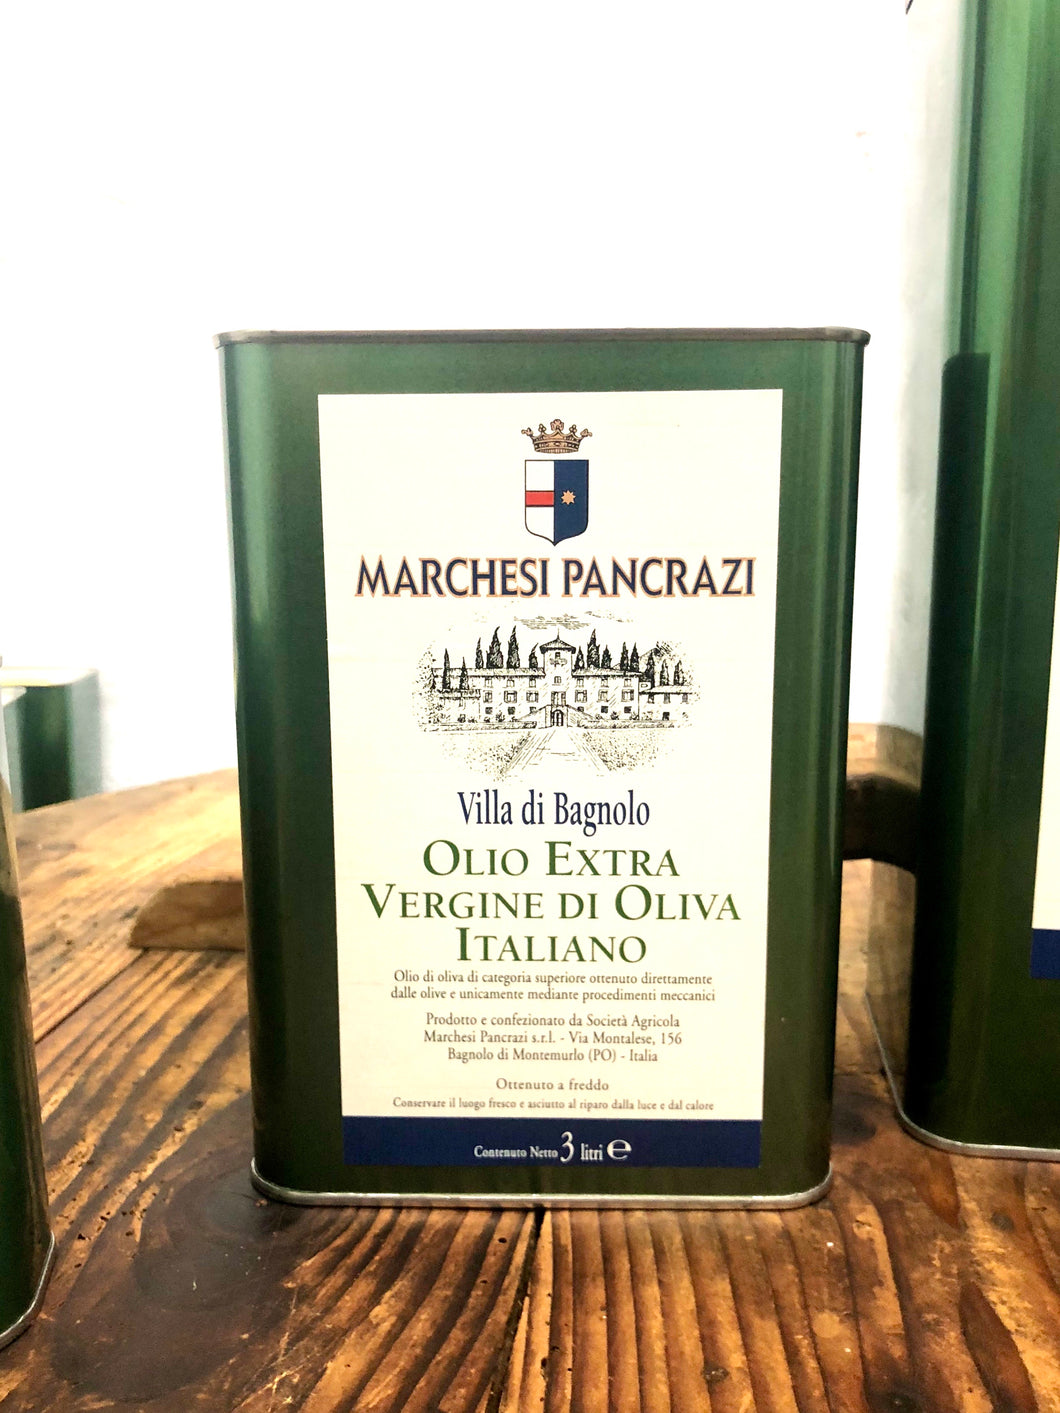 MARCHESI PANCRAZI
Villa di Bagnolo
OLIO EXTRA
VERGINE DI OLIVA
ITALIANO
Olio di oliva di categoria superiore ottenuto direttamente
dalle olive e unicamente mediante procedimenti meccanici
Prodotto e confezionato da Società Agricola
Marchesi Pancrazi s.r.l. - Via Montalese, 156
Bagnolo di Montemurlo (PO) - Italia
Ottenuto a freddo
Conservare il luogo fresco e asciutto al riparo dalla luce e dal calore
Contenuto Netto 3 litri ℮